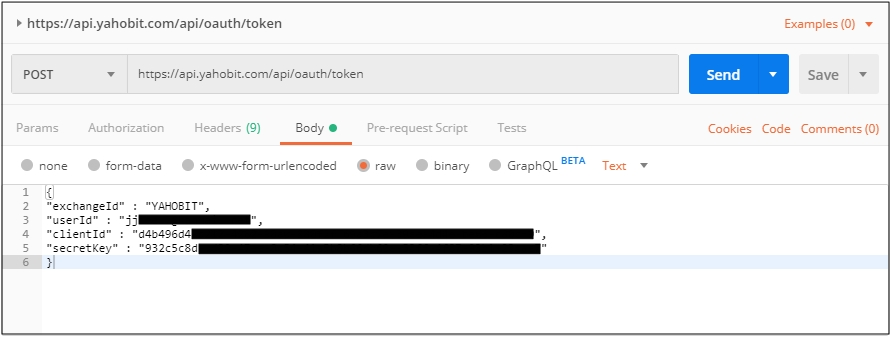 https://api.yahobit.com/api/oauth/token Examples (0)
POST https://api.yahobit.com/api/oauth/token Send Save
Params Authorization Headers (9) Body Pre-request Script Tests Cookies Code Comments (0)
none form-data x-www-form-urlencoded raw binary GraphQL BETA Text
1 {
2 "exchangeId" : "YAHOBIT",
3 "userId" : "jj ",
4 "clientId" : "d4b496d4 ",
5 "secretKey" : "932c5c8d "
6 }